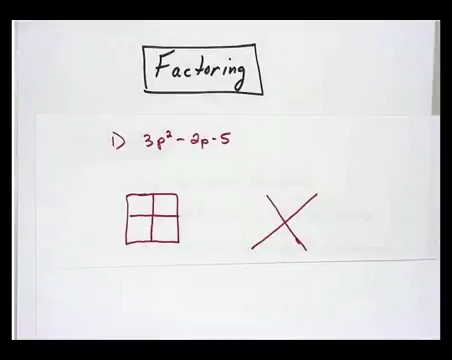 Factoring
1) 3p² - 2p - 5